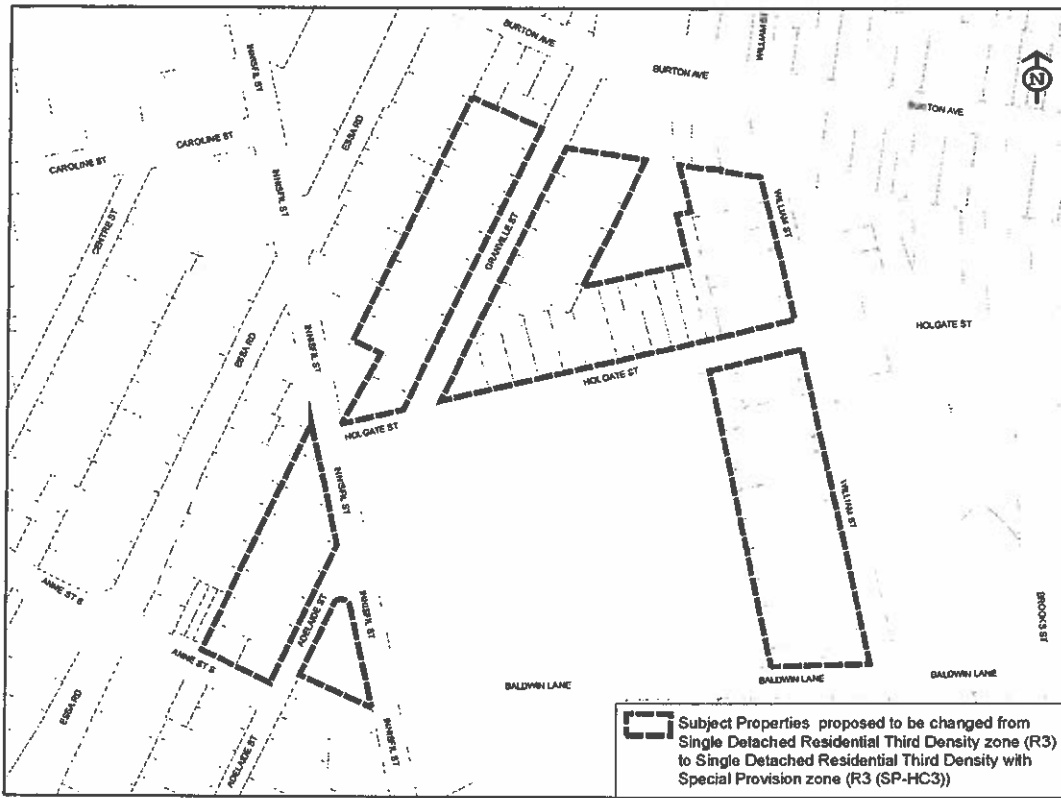 BURTON AVE
INNISFIL ST
ESSA RD
BURTON AVE
WILLIAM ST
N
BURTON AVE
CAROLINE ST
CAROLINE ST
INNISFIL ST
CENTRE ST
GRANVILLE ST
WILLIAM ST
ESSA RD
INNISFIL ST
HOLGATE ST
HOLGATE ST
HOLGATE ST
INNISFIL ST
WILLIAM ST
ANNE ST S
ADELAIDE ST
INNISFIL ST
BROOKS ST
ANNE ST S
ESSA RD
BALDWIN LANE
BALDWIN LANE
BALDWIN LANE
ADELAIDE ST
INNISFIL ST
Subject Properties proposed to be changed from
Single Detached Residential Third Density zone (R3)
to Single Detached Residential Third Density with
Special Provision zone (R3 (SP-HC3))